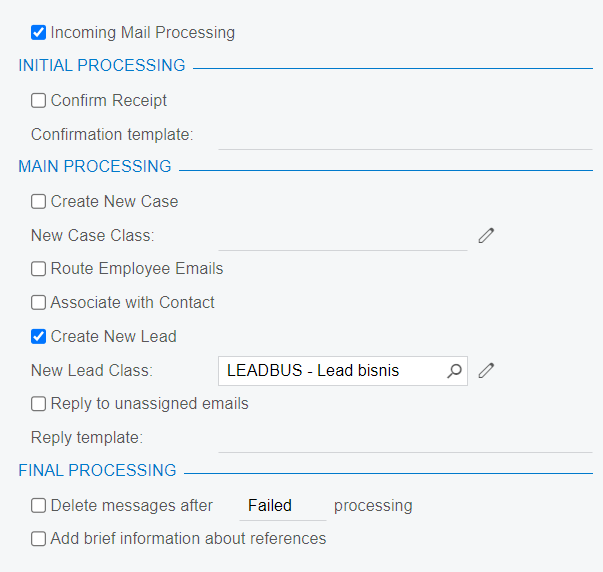 Incoming Mail Processing
INITIAL PROCESSING
Confirm Receipt
Confirmation template:
MAIN PROCESSING
Create New Case
New Case Class:
Route Employee Emails
Associate with Contact
Create New Lead
New Lead Class: LEADBUS - Lead bisnis
Reply to unassigned emails
Reply template:
FINAL PROCESSING
Delete messages after Failed processing
Add brief information about references